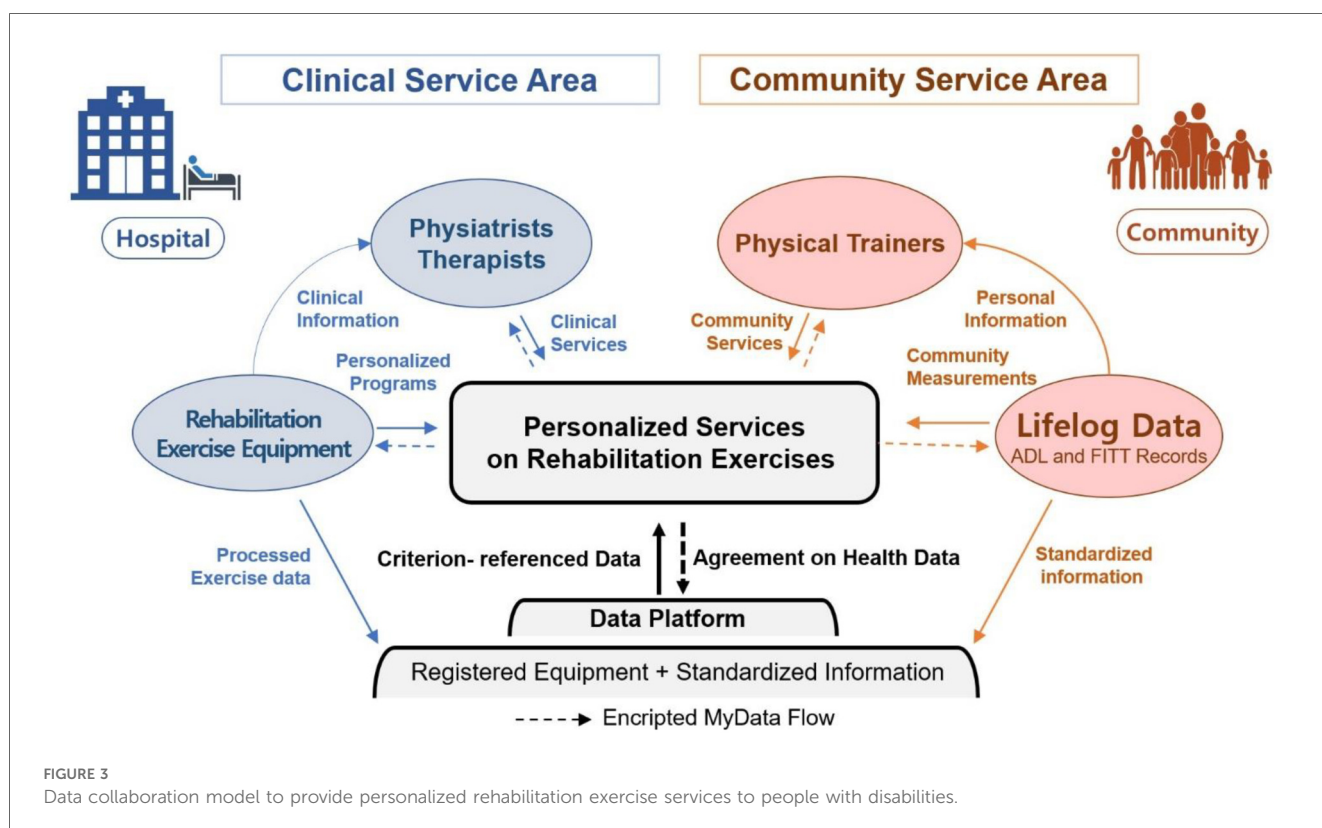 Clinical Service Area
Community Service Area
Hospital
Community
Physiatrists
Therapists
Physical Trainers
Clinical
Information
Clinical
Services
Community
Services
Personal
Information
Personalized
Programs
Community
Measurements
Rehabilitation
Exercise Equipment
Personalized Services
on Rehabilitation Exercises
Lifelog Data
ADL and FITT Records
Processed
Exercise data
Criterion- referenced Data
Agreement on Health Data
Standardized
information
Data Platform
Registered Equipment + Standardized Information
Encripted MyData Flow
FIGURE 3
Data collaboration model to provide personalized rehabilitation exercise services to people with disabilities.